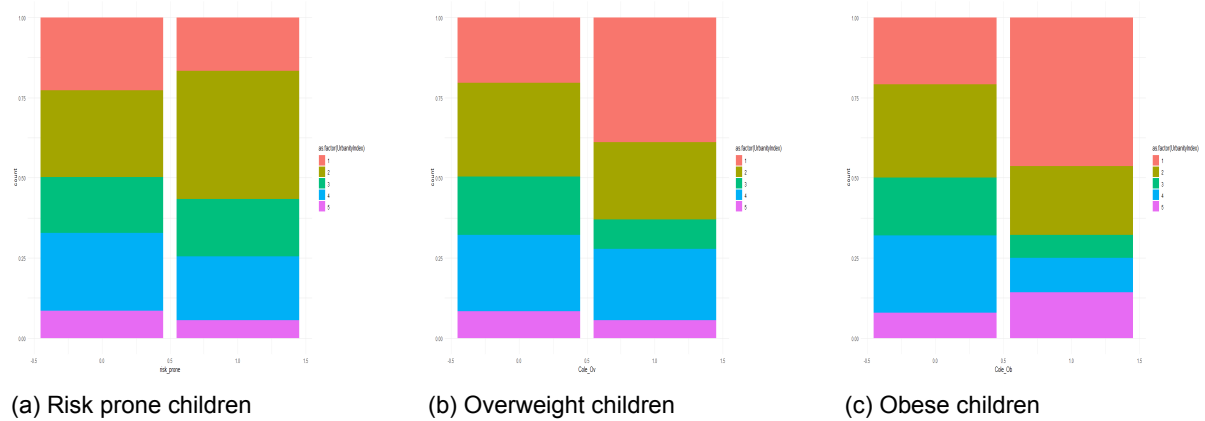 1.00
0.75
0.50
0.25
0.00
count
-0.5 0.0 0.5 1.0 1.5
risk_prone
as.factor(UrbanityIndex)
1
2
3
4
5
(a) Risk prone children
1.00
0.75
0.50
0.25
0.00
count
-0.5 0.0 0.5 1.0 1.5
Cole_Ov
as.factor(UrbanityIndex)
1
2
3
4
5
(b) Overweight children
1.00
0.75
0.50
0.25
0.00
count
-0.5 0.0 0.5 1.0 1.5
Cole_Ob
as.factor(UrbanityIndex)
1
2
3
4
5
(c) Obese children